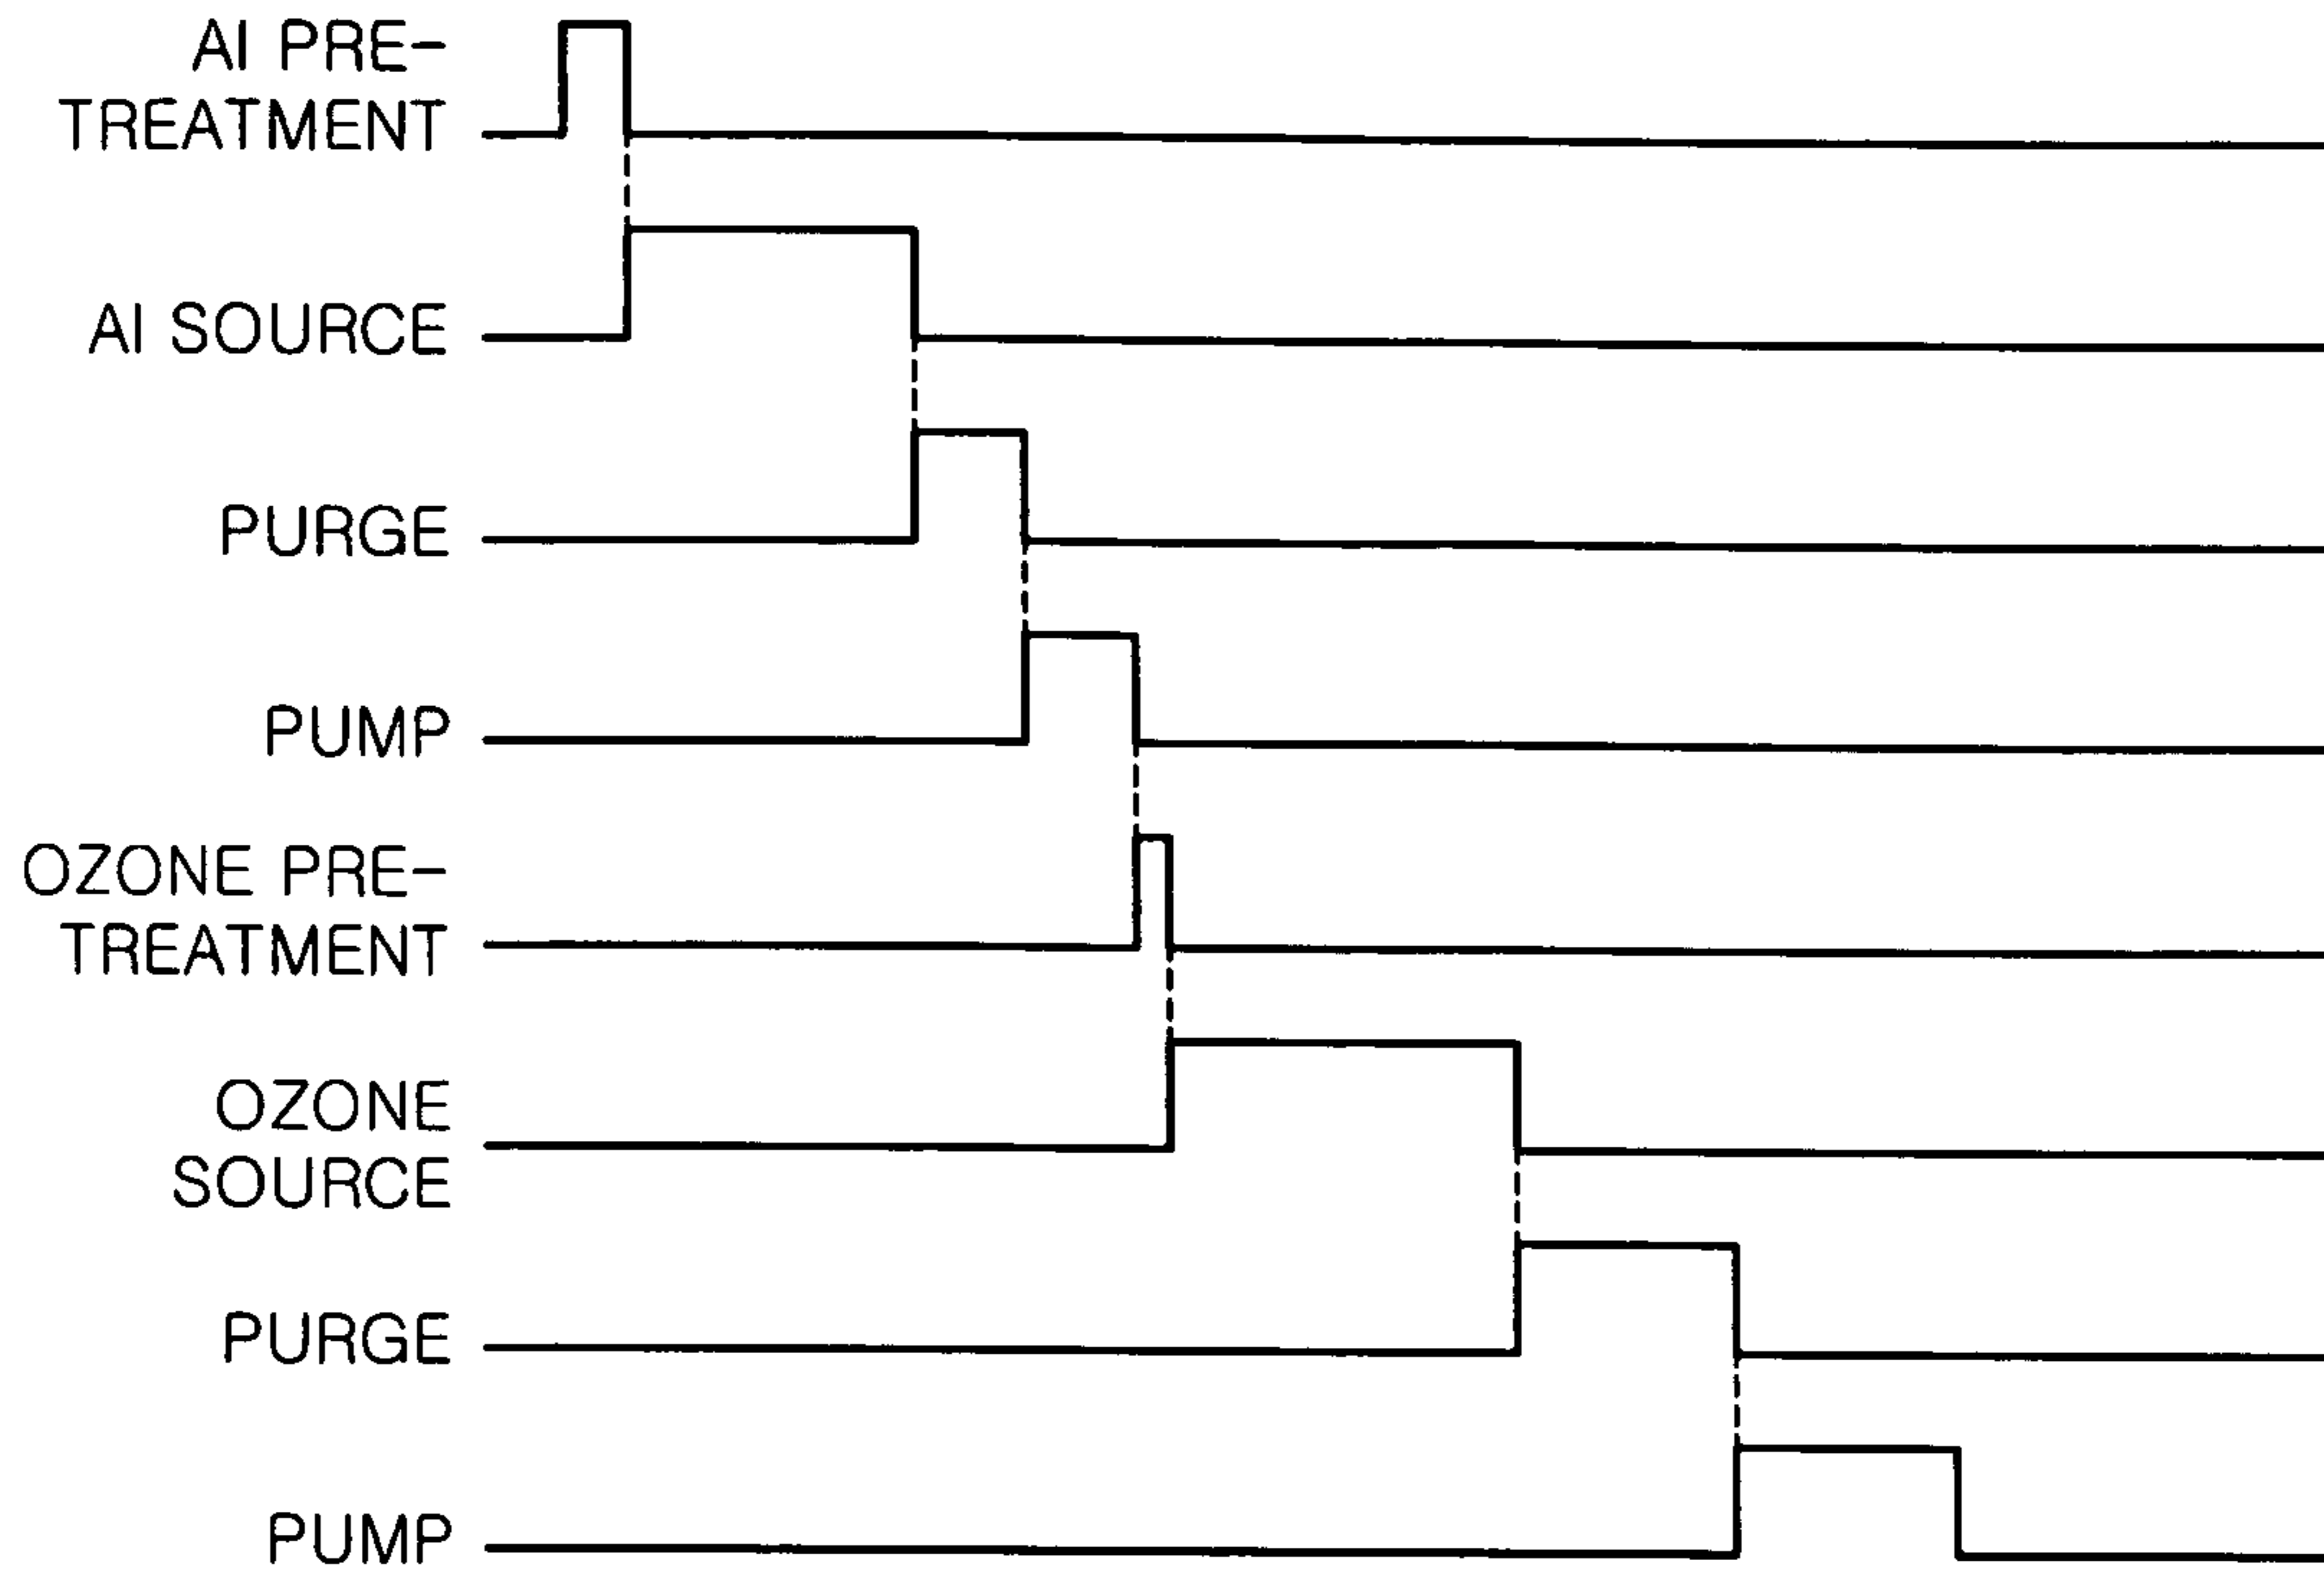 Al PRE-
TREATMENT
Al SOURCE
PURGE
PUMP
OZONE PRE-
TREATMENT
OZONE
SOURCE
PURGE
PUMP